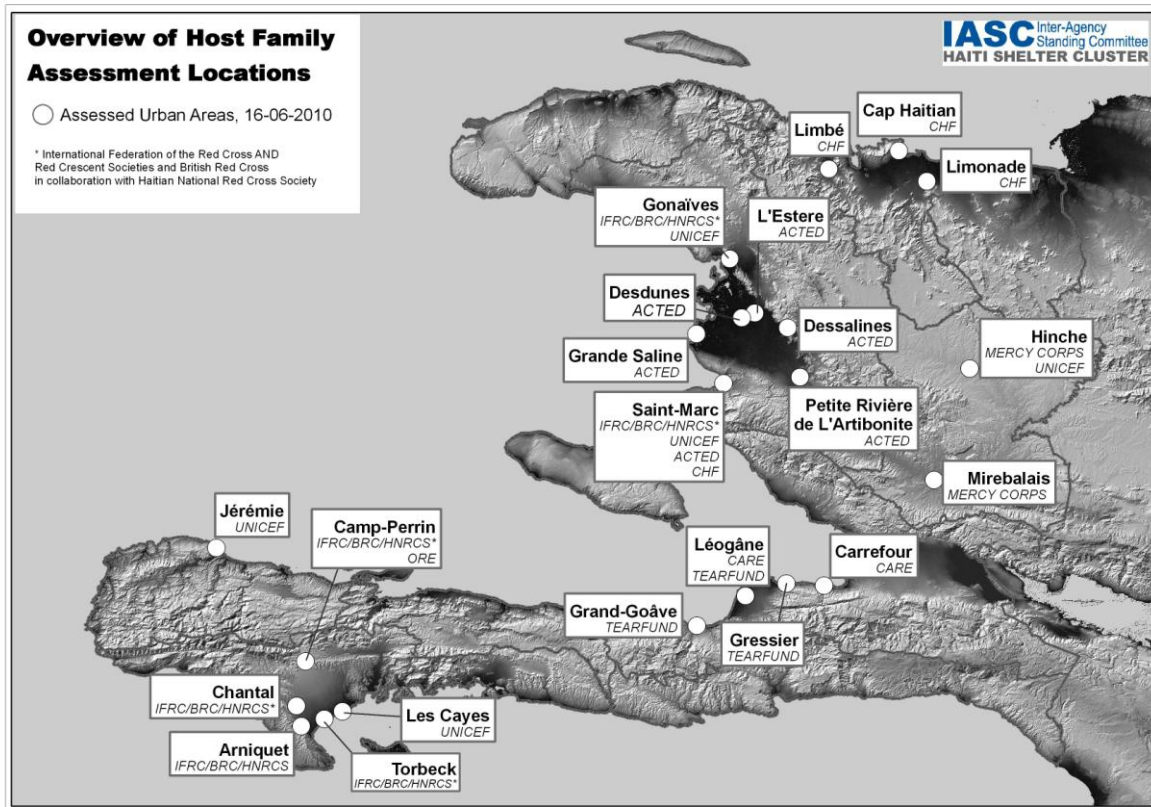 Overview of Host Family
Assessment Locations
Assessed Urban Areas, 16-06-2010
* International Federation of the Red Cross AND
Red Crescent Societies and British Red Cross
in collaboration with Haitian National Red Cross Society
IASC Inter-Agency
Standing Committee
HAITI SHELTER CLUSTER
Cap Haitian
CHF
Limbé
CHF
Limonade
CHF
Gonaïves
IFRC/BRC/HNRCS*
UNICEF
L'Estere
ACTED
Desdunes
ACTED
Dessalines
ACTED
Hinche
MERCY CORPS
UNICEF
Grande Saline
ACTED
Saint-Marc
IFRC/BRC/HNRCS*
UNICEF
ACTED
CHF
Petite Rivière
de L'Artibonite
ACTED
Mirebalais
MERCY CORPS
Jérémie
UNICEF
Camp-Perrin
IFRC/BRC/HNRCS*
ORE
Léogâne
CARE
TEARFUND
Carrefour
CARE
Grand-Goâve
TEARFUND
Gressier
TEARFUND
Chantal
IFRC/BRC/HNRCS*
Les Cayes
UNICEF
Arniquet
IFRC/BRC/HNRCS
Torbeck
IFRC/BRC/HNRCS*